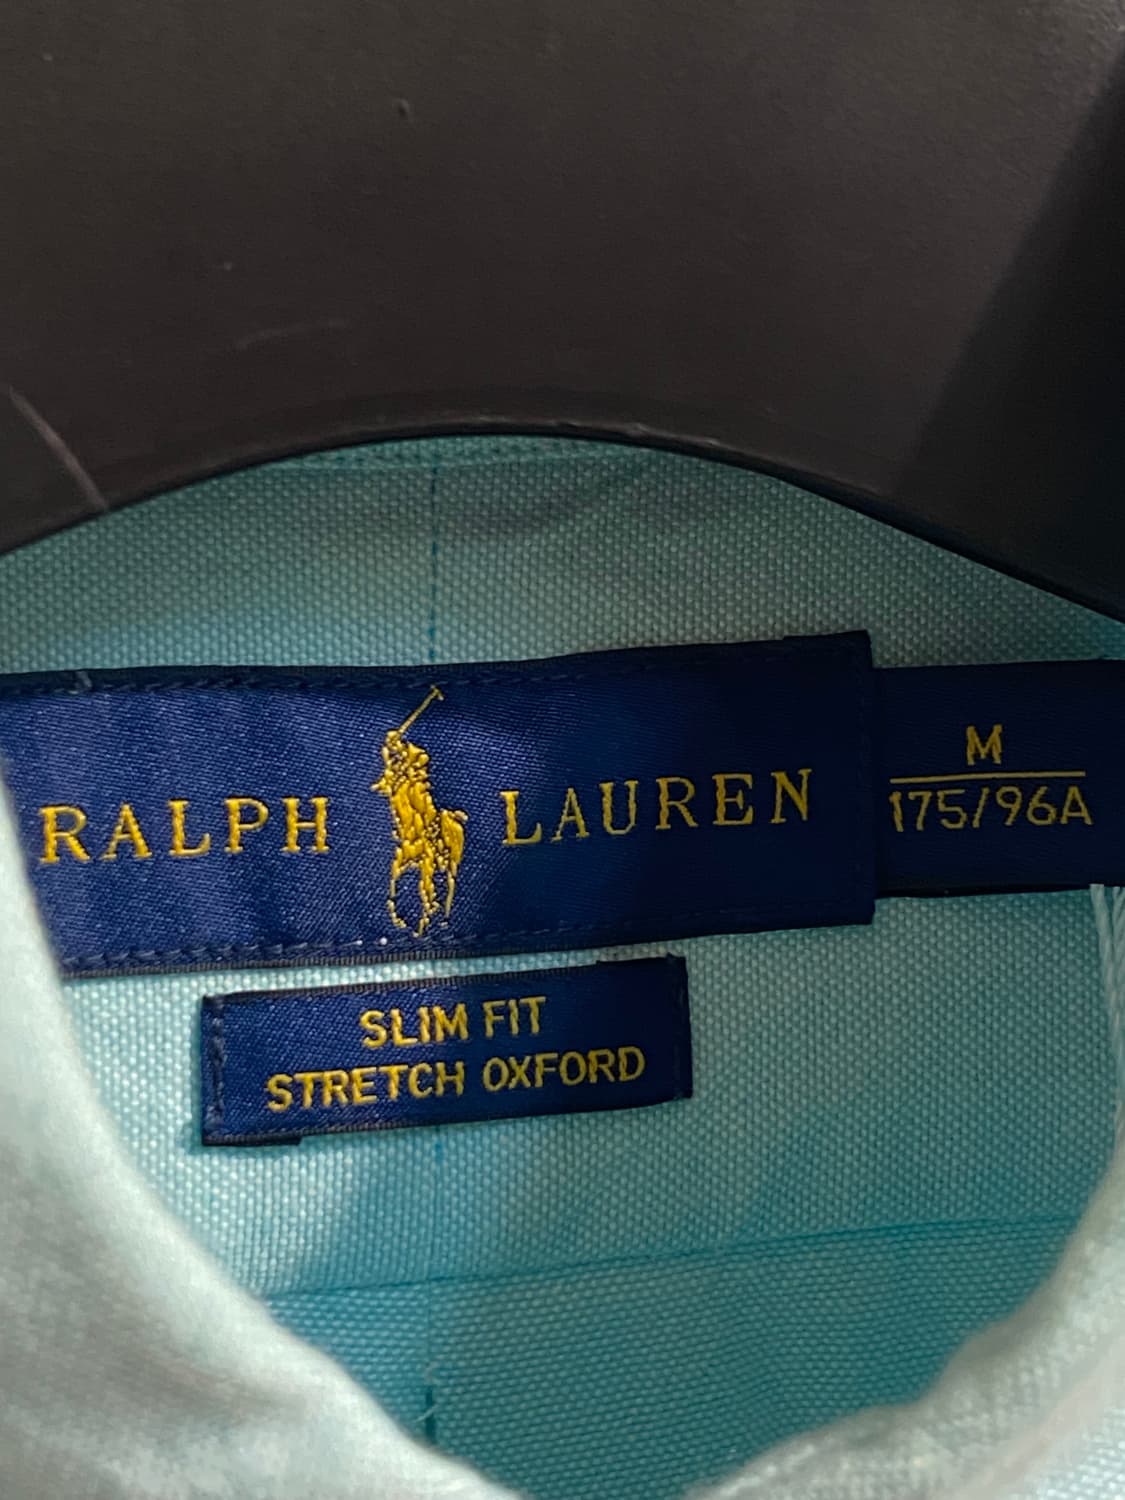 RALPH LAUREN
M
175/96A
SLIM FIT
STRETCH OXFORD